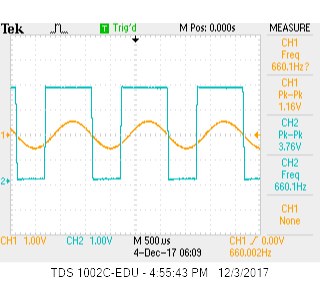 Tek Trig'd M Pos: 0.000s MEASURE
CH1
Freq
660.1Hz?
CH1
Pk-Pk
1.16V
CH2
Pk-Pk
3.76V
CH2
Freq
660.1Hz
CH1
None
1
2
CH1 1.00V CH2 1.00V M 500µs CH1 / 0.00V
4-Dec-17 06:09 660.002Hz
TDS 1002C-EDU - 4:55:43 PM 12/3/2017